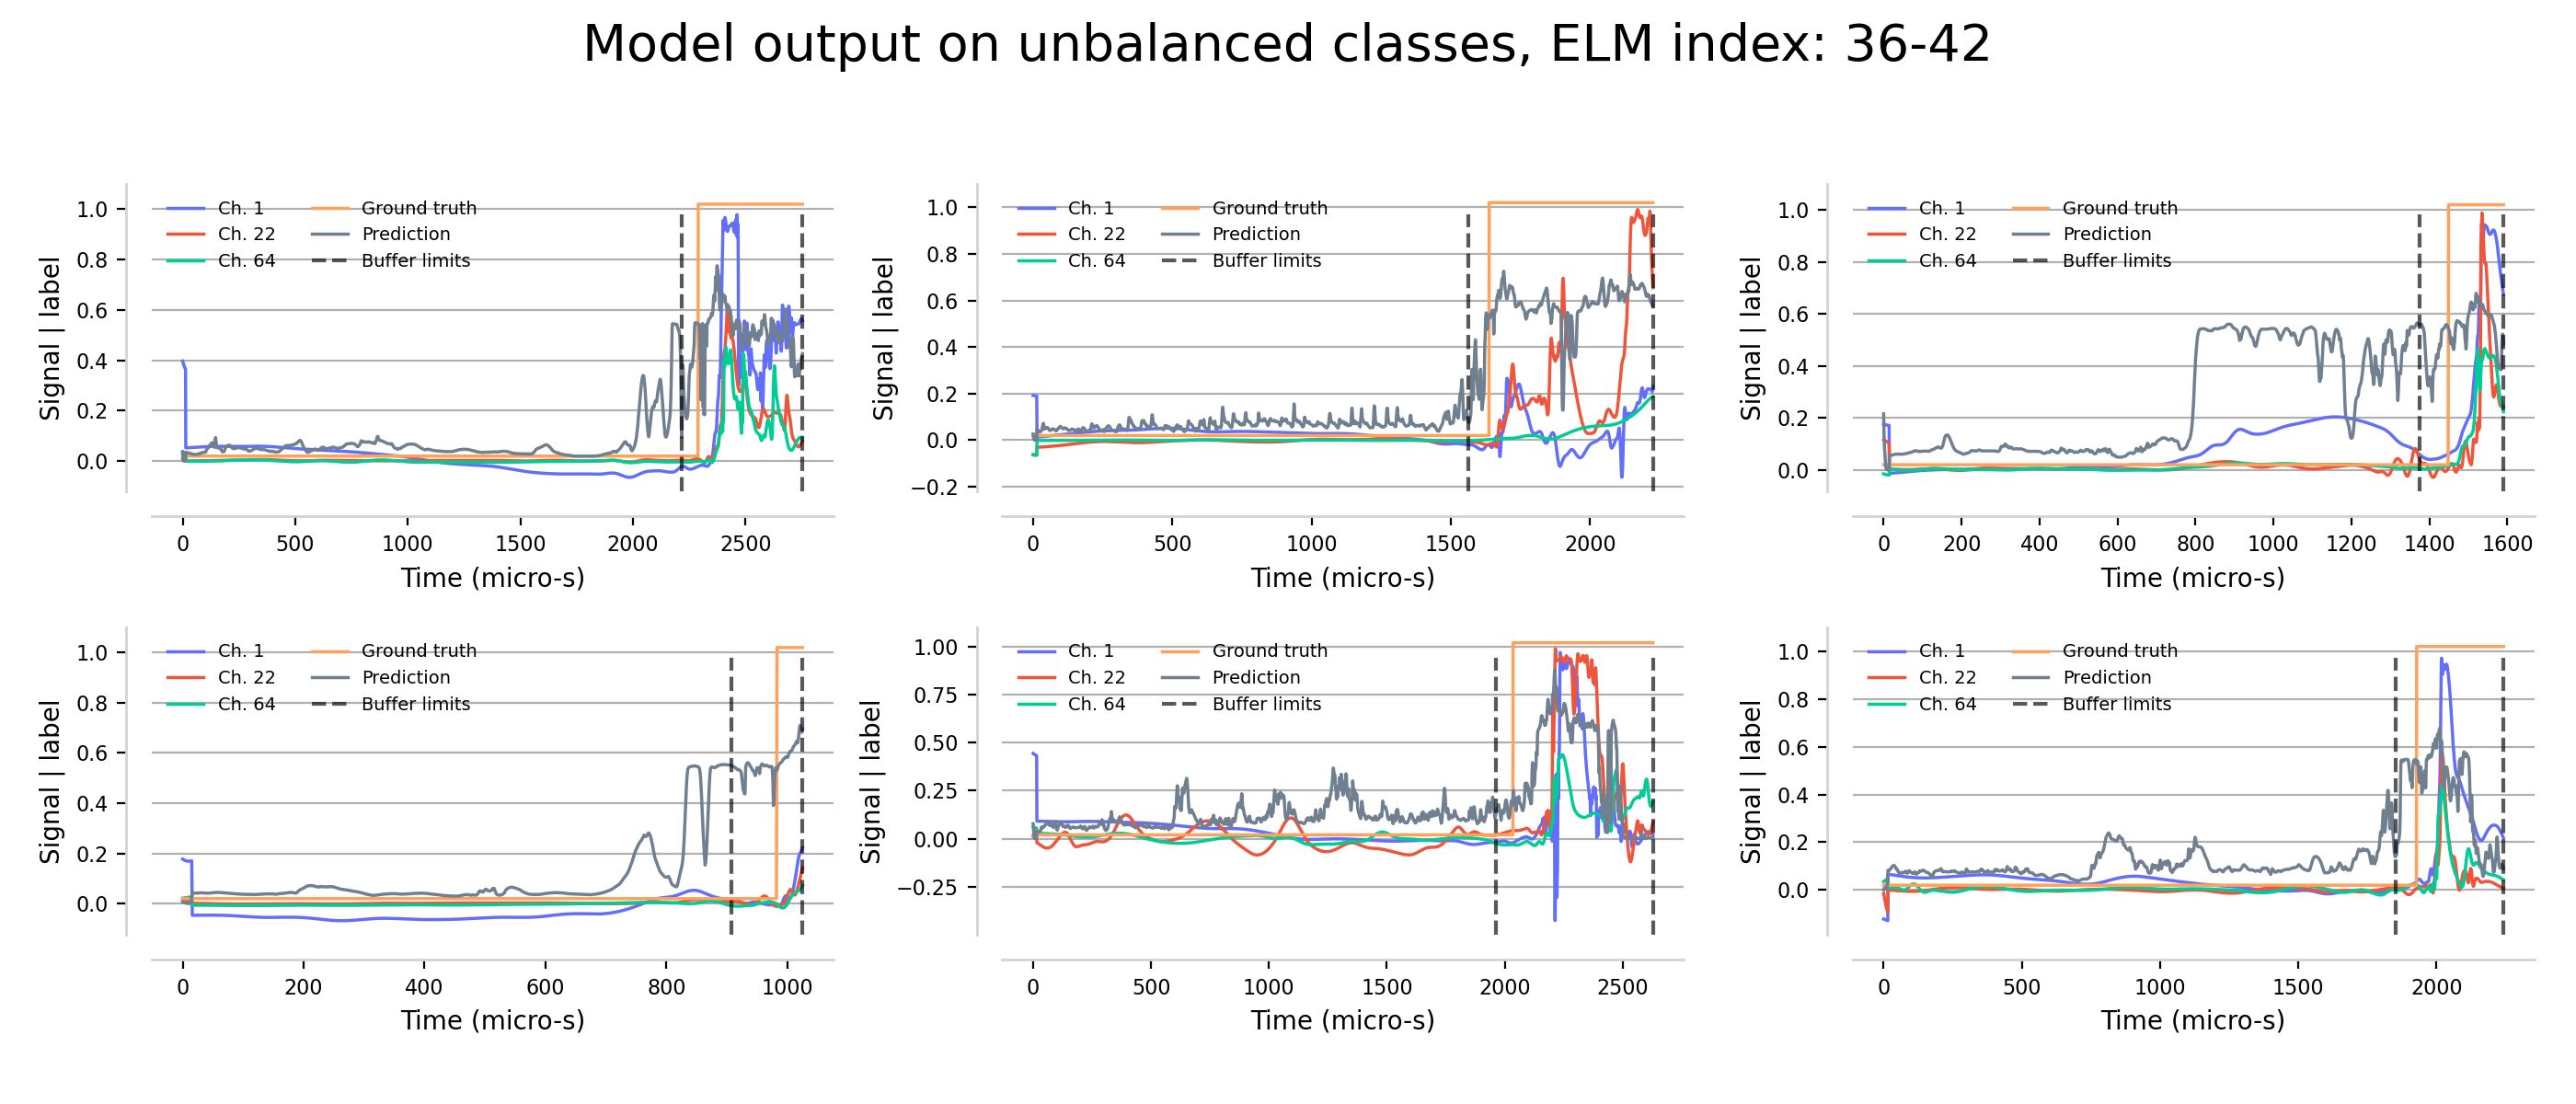 Model output on unbalanced classes, ELM index: 36-42
Signal | label
1.0
0.8
0.6
0.4
0.2
0.0
Ch. 1
Ch. 22
Ch. 64
Ground truth
Prediction
Buffer limits
0 500 1000 1500 2000 2500
Time (micro-s)
Signal | label
1.0
0.8
0.6
0.4
0.2
0.0
−0.2
Ch. 1
Ch. 22
Ch. 64
Ground truth
Prediction
Buffer limits
0 500 1000 1500 2000
Time (micro-s)
Signal | label
1.0
0.8
0.6
0.4
0.2
0.0
Ch. 1
Ch. 22
Ch. 64
Ground truth
Prediction
Buffer limits
0 200 400 600 800 1000 1200 1400 1600
Time (micro-s)
Signal | label
1.0
0.8
0.6
0.4
0.2
0.0
Ch. 1
Ch. 22
Ch. 64
Ground truth
Prediction
Buffer limits
0 200 400 600 800 1000
Time (micro-s)
Signal | label
1.00
0.75
0.50
0.25
0.00
−0.25
Ch. 1
Ch. 22
Ch. 64
Ground truth
Prediction
Buffer limits
0 500 1000 1500 2000 2500
Time (micro-s)
Signal | label
1.0
0.8
0.6
0.4
0.2
0.0
Ch. 1
Ch. 22
Ch. 64
Ground truth
Prediction
Buffer limits
0 500 1000 1500 2000
Time (micro-s)